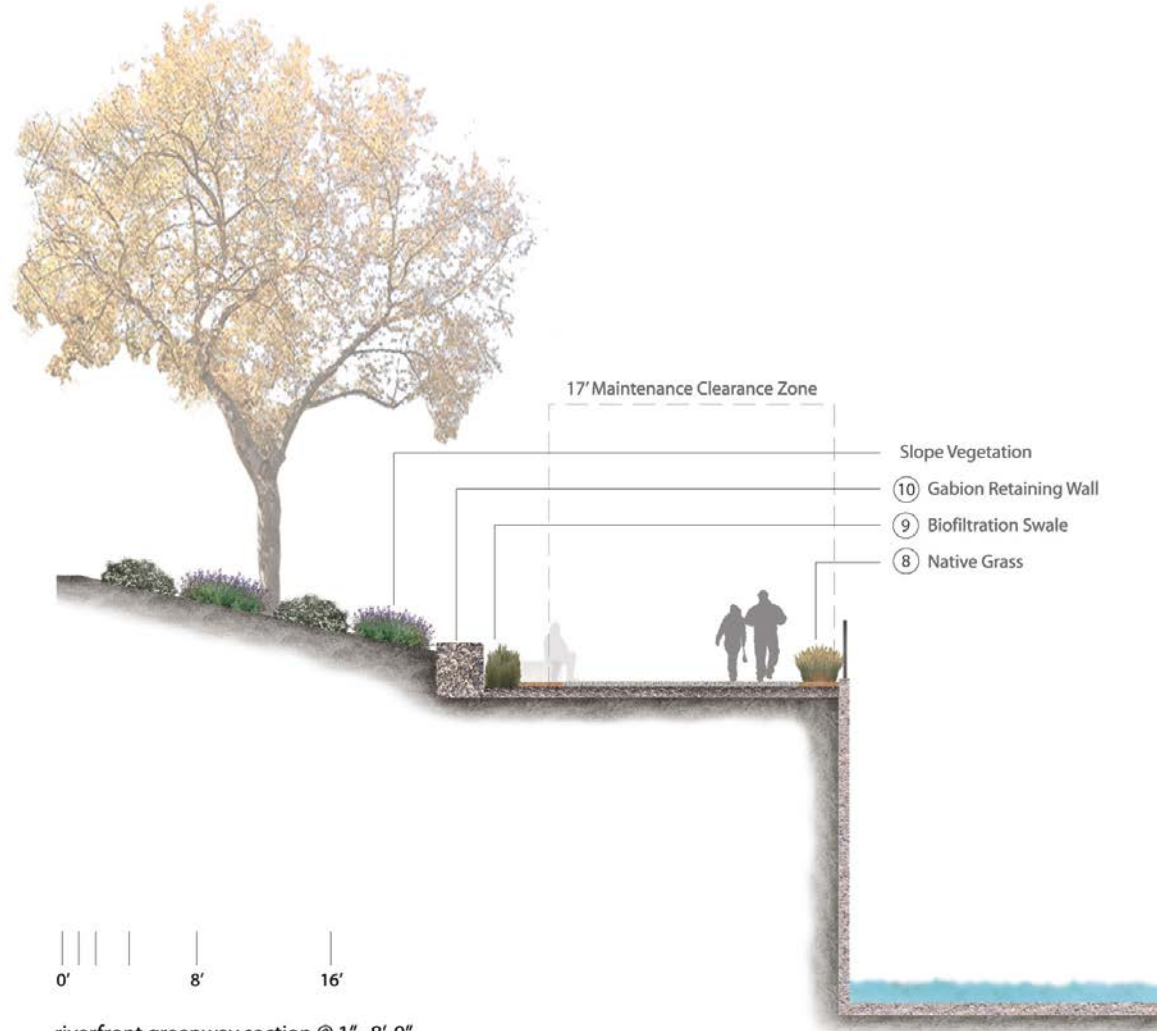 17' Maintenance Clearance Zone
Slope Vegetation
10 Gabion Retaining Wall
9 Biofiltration Swale
8 Native Grass
0' 8' 16'
riverfront greenway section @ 1"